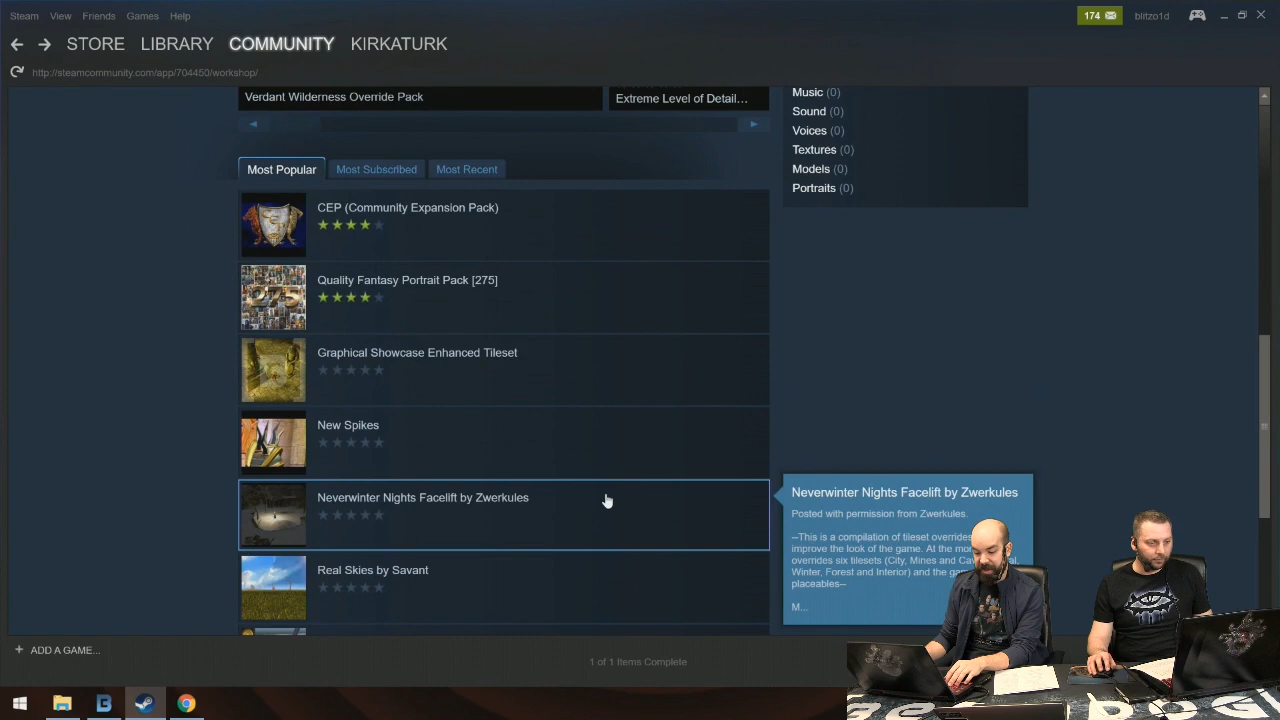 Steam View Friends Games Help
174
blitzo1d
STORE LIBRARY COMMUNITY KIRKATURK
http://steamcommunity.com/app/704450/workshop/
Verdant Wilderness Override Pack
Extreme Level of Detail…
Music (0)
Sound (0)
Voices (0)
Textures (0)
Models (0)
Portraits (0)
Most Popular
Most Subscribed
Most Recent
CEP (Community Expansion Pack)
Quality Fantasy Portrait Pack [275]
275
Graphical Showcase Enhanced Tileset
New Spikes
Neverwinter Nights Facelift by Zwerkules
Real Skies by Savant
Neverwinter Nights Facelift by Zwerkules
Posted with permission from Zwerkules.
--This is a compilation of tileset overrides
improve the look of the game. At the mo
overrides six tilesets (City, Mines and
Winter, Forest and Interior) and the
placeables--
M...
ADD A GAME...
1 of 1 Items Complete